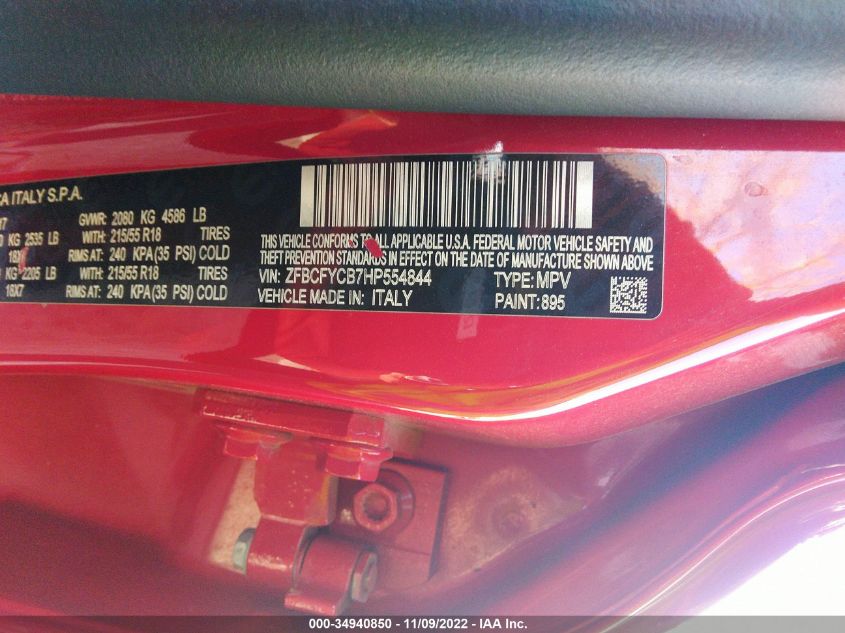 CA ITALY S.P.A.
GVWR: 2080 KG 4586 LB
KG 2535 LB WITH: 215/55 R18 TIRES
RIMS AT: 240 KPA(35 PSI) COLD
KG 2205 LB WITH: 215/55 R18 TIRES
18X7 RIMS AT: 240 KPA(35 PSI) COLD
THIS VEHICLE CONFORMS TO ALL APPLICABLE U.S.A. FEDERAL MOTOR VEHICLE SAFETY AND
THEFT PREVENTION STANDARDS IN EFFECT ON THE DATE OF MANUFACTURE SHOWN ABOVE
VIN: ZFBCFYCB7HP554844 TYPE: MPV
VEHICLE MADE IN: ITALY PAINT: 895
000-34940850 - 11/09/2022 - IAA Inc.